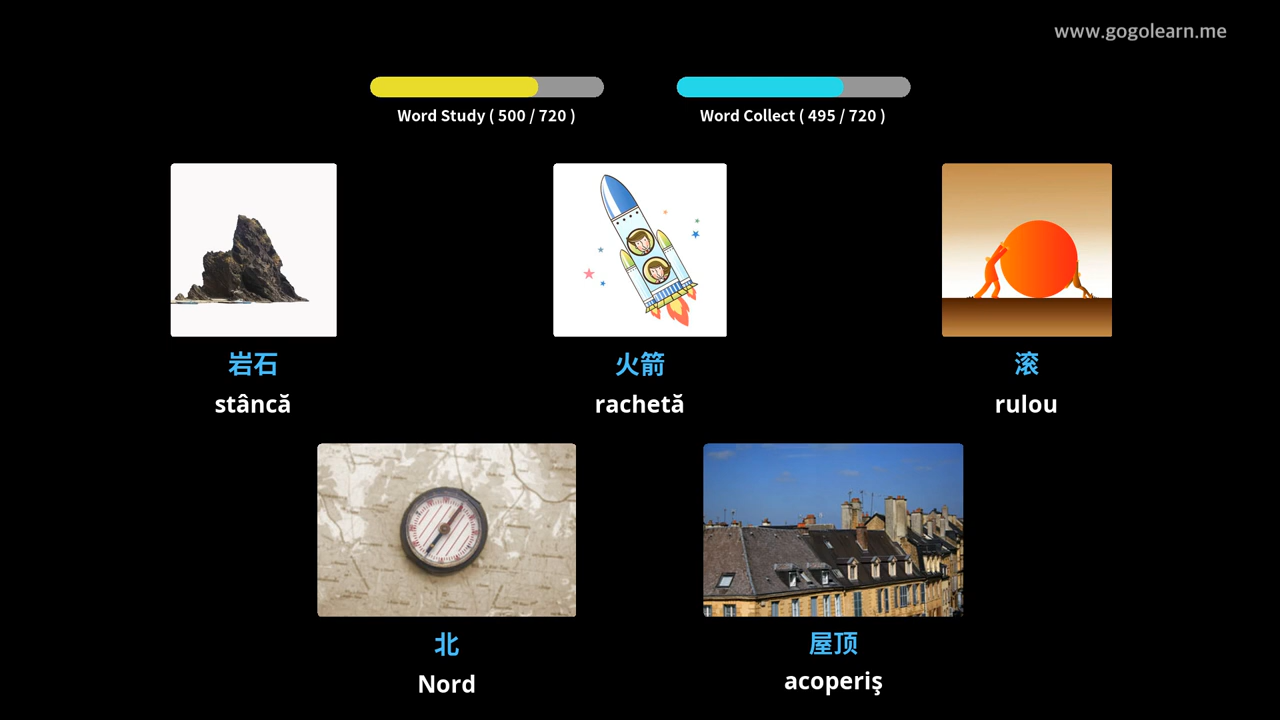 www.gogolearn.me
Word Study ( 500 / 720 )
Word Collect ( 495 / 720 )
岩石
stâncă
火箭
rachetă
滚
rulou
北
Nord
屋顶
acoperiş